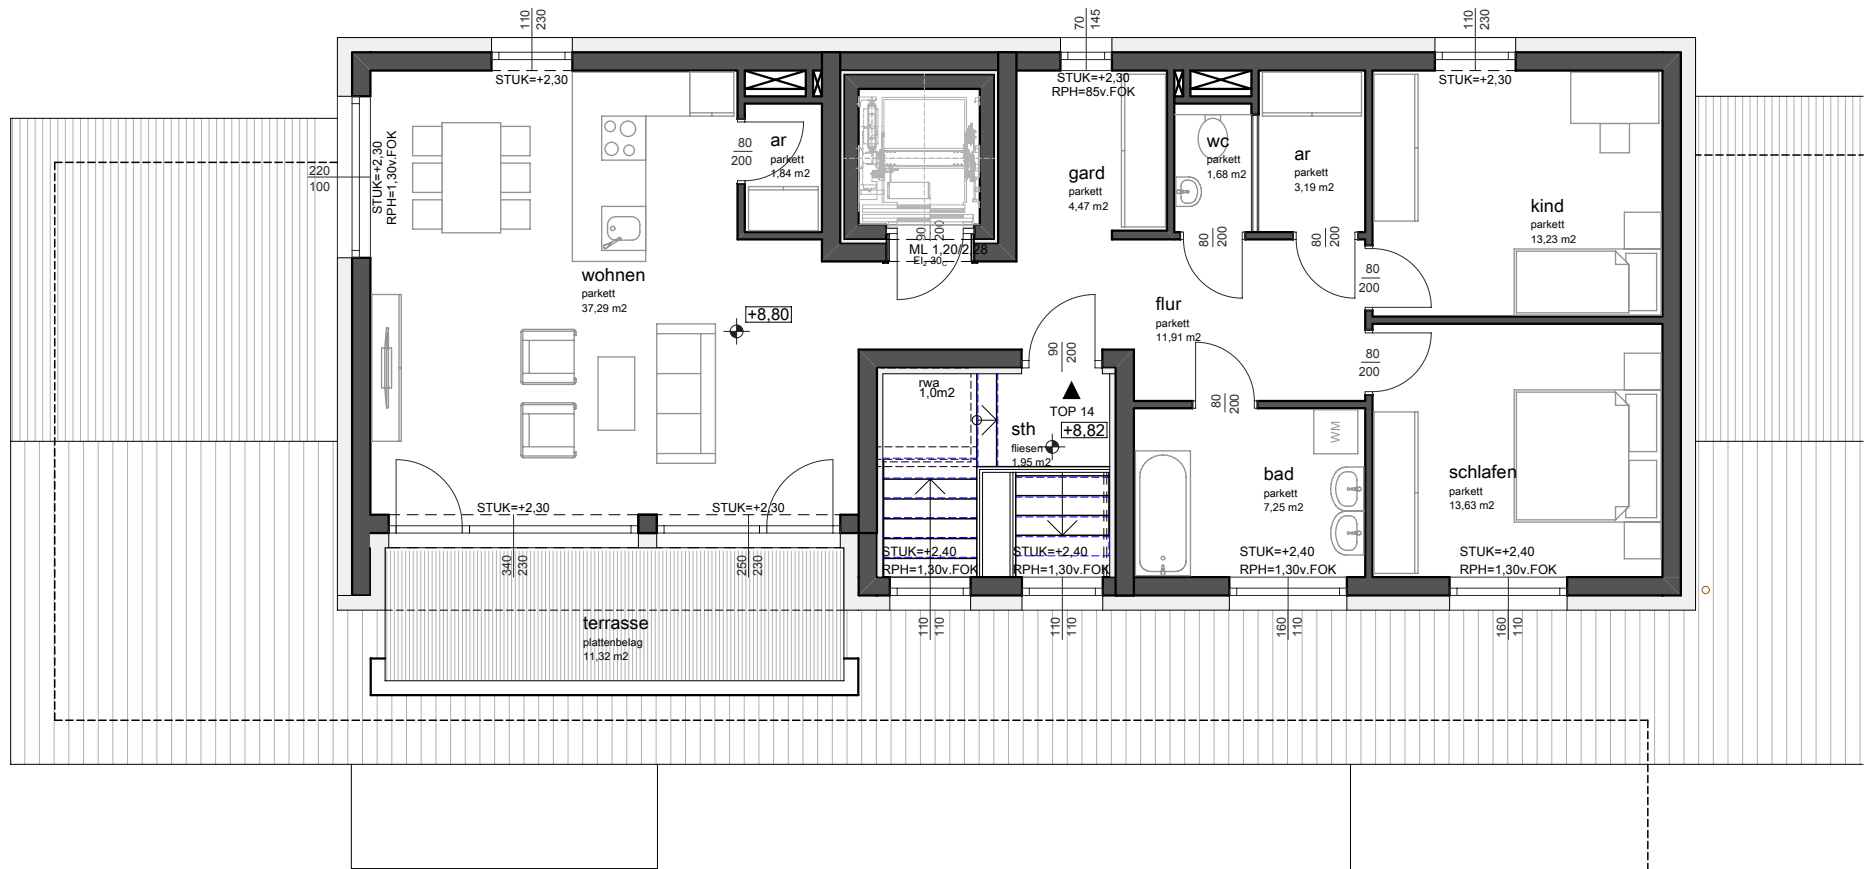 110
230
70
145
110
230
STUK=+2,30
STUK=+2,30
RPH=85v.FOK
STUK=+2,30
STUK=+2,30
RPH=1,30v.FOK
220
100
80
200
ar
parkett
1,84 m2
gard
parkett
4,47 m2
wc
parkett
1,68 m2
ar
parkett
3,19 m2
kind
parkett
13,23 m2
90
200
ML 1,20/2,28
EI₂ 30c
80
200
80
200
80
200
wohnen
parkett
37,29 m2
+8,80
flur
parkett
11,91 m2
90
200
80
200
rwa
1,0m2
TOP 14
+8,82
sth
fliesen
1,95 m2
80
200
WM
bad
parkett
7,25 m2
schlafen
parkett
13,63 m2
STUK=+2,30
STUK=+2,30
340
230
250
230
STUK=+2,40
RPH=1,30v.FOK
STUK=+2,40
RPH=1,30v.FOK
STUK=+2,40
RPH=1,30v.FOK
STUK=+2,40
RPH=1,30v.FOK
terrasse
plattenbelag
11,32 m2
110
110
110
110
160
110
160
110